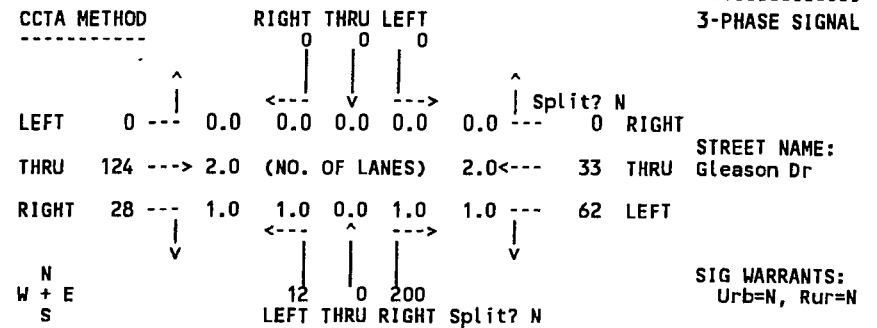 CCTA METHOD RIGHT THRU LEFT 3-PHASE SIGNAL
----------- 0 0 0
^ | | | ^
| <--- v ---> | Split? N
LEFT 0 --- 0.0 0.0 0.0 0.0 0.0 --- 0 RIGHT
STREET NAME:
THRU 124 ---> 2.0 (NO. OF LANES) 2.0<--- 33 THRU Gleason Dr
RIGHT 28 --- 1.0 1.0 0.0 1.0 1.0 --- 62 LEFT
| <--- ^ ---> |
v | | | v
N SIG WARRANTS:
W + E 12 0 200 Urb=N, Rur=N
S LEFT THRU RIGHT Split? N